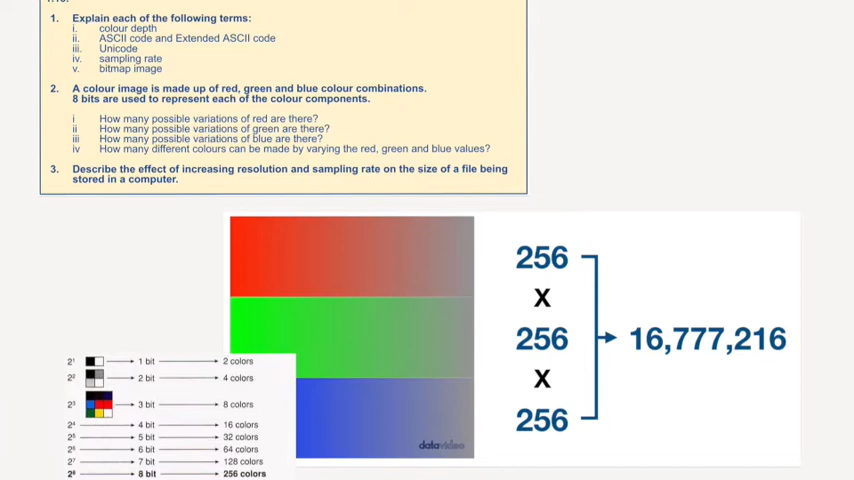 1. Explain each of the following terms:
i. colour depth
ii. ASCII code and Extended ASCII code
iii. Unicode
iv. sampling rate
v. bitmap image
2. A colour image is made up of red, green and blue colour combinations.
8 bits are used to represent each of the colour components.
i How many possible variations of red are there?
ii How many possible variations of green are there?
iii How many possible variations of blue are there?
iv How many different colours can be made by varying the red, green and blue values?
3. Describe the effect of increasing resolution and sampling rate on the size of a file being
stored in a computer.
256
X
256 16,777,216
X
256
datavideo
2¹ 1 bit 2 colors
2² 2 bit 4 colors
2³ 3 bit 8 colors
2⁴ 4 bit 16 colors
2⁵ 5 bit 32 colors
2⁶ 6 bit 64 colors
2⁷ 7 bit 128 colors
2⁸ 8 bit 256 colors